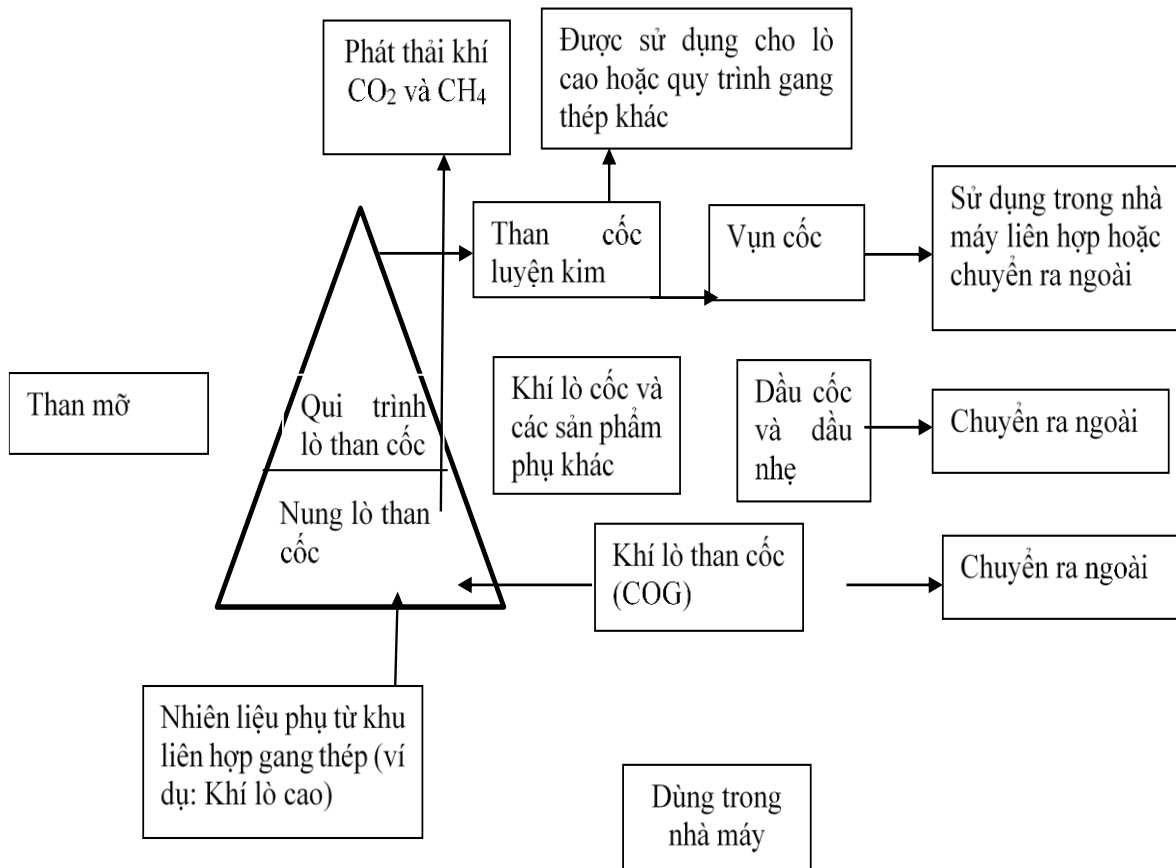 Phát thải khí
CO₂ và CH₄
Được sử dụng cho lò
cao hoặc quy trình gang
thép khác
Than cốc
luyện kim
Vụn cốc
Sử dụng trong nhà
máy liên hợp hoặc
chuyển ra ngoài
Than mỡ
Qui trình
lò than cốc
Khí lò cốc và
các sản phẩm
phụ khác
Dầu cốc
và dầu
nhẹ
Chuyển ra ngoài
Nung lò than
cốc
Khí lò than cốc
(COG)
Chuyển ra ngoài
Nhiên liệu phụ từ khu
liên hợp gang thép (ví
dụ: Khí lò cao)
Dùng trong
nhà máy